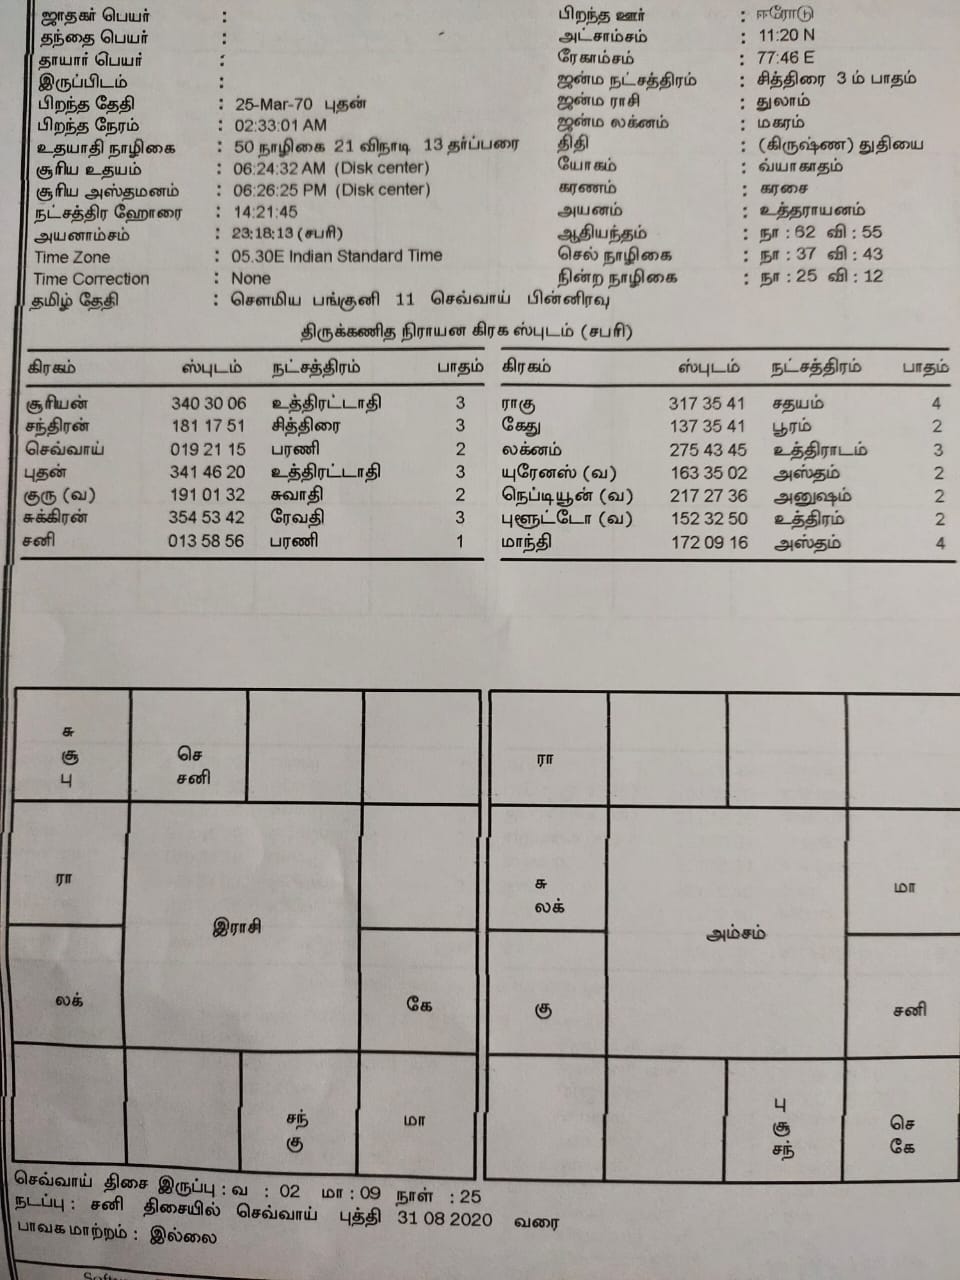 ஜாதகர் பெயர் : பிறந்த ஊர் : ஈரோடு
தந்தை பெயர் : அட்சாம்சம் : 11:20 N
தாயார் பெயர் : ரேகாம்சம் : 77:46 E
இருப்பிடம் : ஜன்ம நட்சத்திரம் : சித்திரை 3 ம் பாதம்
பிறந்த தேதி : 25-Mar-70 புதன் ஜன்ம ராசி : துலாம்
பிறந்த நேரம் : 02:33:01 AM ஜன்ம லக்னம் : மகரம்
உதயாதி நாழிகை : 50 நாழிகை 21 விநாடி 13 தர்ப்பரை திதி : (கிருஷ்ண) துதியை
சூரிய உதயம் : 06:24:32 AM (Disk center) யோகம் : வ்யாகாதம்
சூரிய அஸ்தமனம் : 06:26:25 PM (Disk center) கரணம் : கரசை
நட்சத்திர ஹோரை : 14:21:45 அயனம் : உத்தராயனம்
அயனாம்சம் : 23:18:13 (சபரி) ஆதியந்தம் : நா : 62 வி : 55
Time Zone : 05.30E Indian Standard Time செல் நாழிகை : நா : 37 வி : 43
Time Correction : None நின்ற நாழிகை : நா : 25 வி : 12
தமிழ் தேதி : சௌமிய பங்குனி 11 செவ்வாய் பின்னிரவு
திருக்கணித நிராயன கிரக ஸ்புடம் (சபரி)
கிரகம் ஸ்புடம் நட்சத்திரம் பாதம் கிரகம் ஸ்புடம் நட்சத்திரம் பாதம்
சூரியன் 340 30 06 உத்திரட்டாதி 3 ராகு 317 35 41 சதயம் 4
சந்திரன் 181 17 51 சித்திரை 3 கேது 137 35 41 பூரம் 2
செவ்வாய் 019 21 15 பரணி 2 லக்னம் 275 43 45 உத்திராடம் 3
புதன் 341 46 20 உத்திரட்டாதி 3 யுரேனஸ் (வ) 163 35 02 அஸ்தம் 2
குரு (வ) 191 01 32 சுவாதி 2 நெப்டியூன் (வ) 217 27 36 அனுஷம் 2
சுக்கிரன் 354 53 42 ரேவதி 3 புளூட்டோ (வ) 152 32 50 உத்திரம் 2
சனி 013 58 56 பரணி 1 மாந்தி 172 09 16 அஸ்தம் 4
சு
சூ
பு
செ
சனி
ரா
இராசி
லக்
கே
சந்
கு
மா
ரா
சு
லக்
மா
அம்சம்
கு
சனி
பு
சூ
சந்
செ
கே
செவ்வாய் திசை இருப்பு : வ : 02 மா : 09 நாள் : 25
நடப்பு : சனி திசையில் செவ்வாய் புத்தி 31 08 2020 வரை
பாவக மாற்றம் : இல்லை